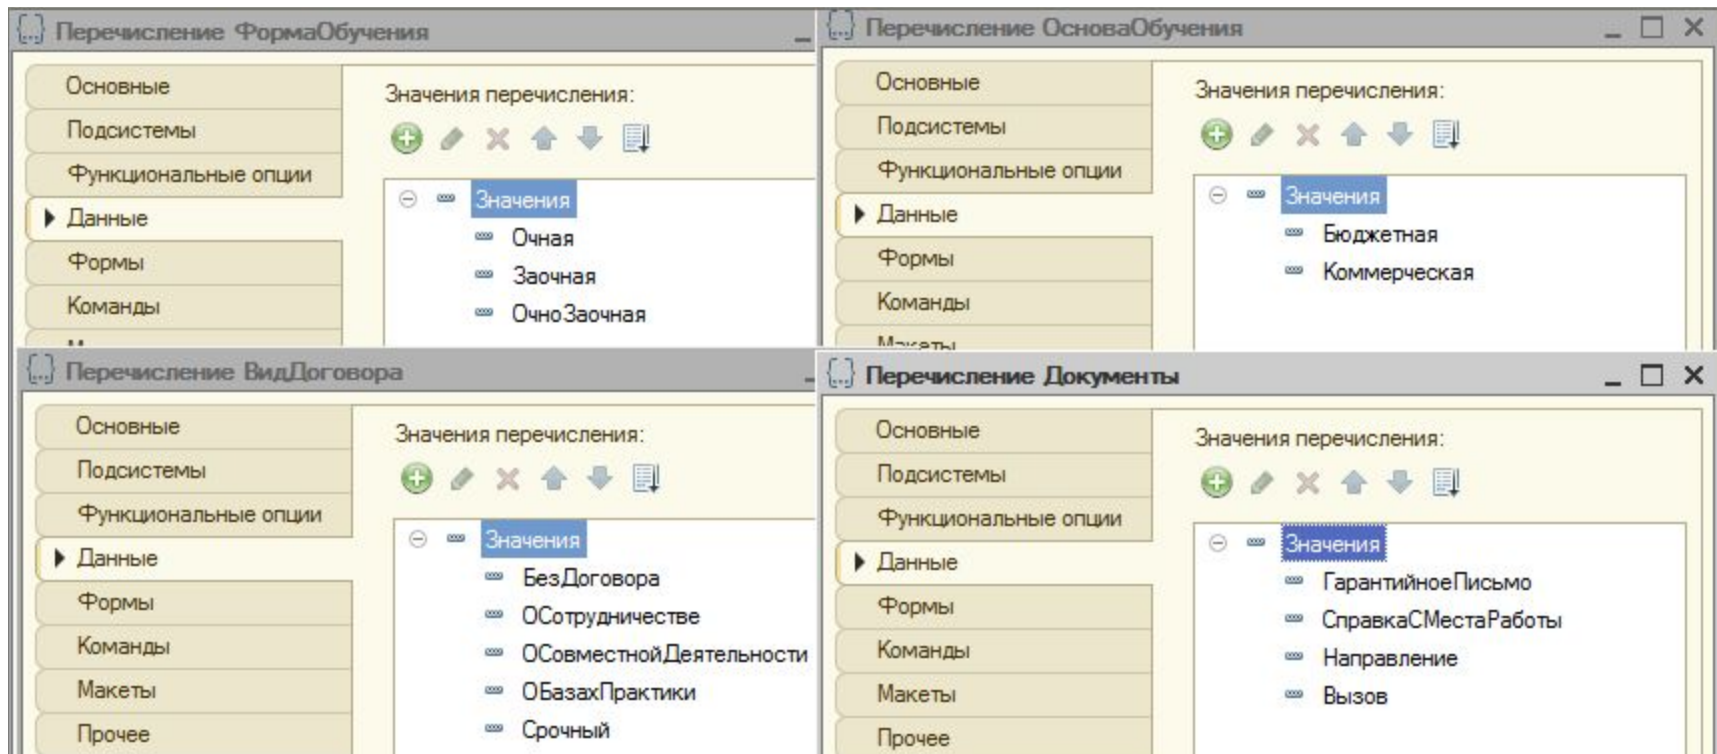 Перечисление ФормаОбучения
Основные
Подсистемы
Функциональные опции
Данные
Формы
Команды
Значения перечисления:
Значения
Очная
Заочная
ОчноЗаочная
Перечисление ОсноваОбучения
Основные
Подсистемы
Функциональные опции
Данные
Формы
Команды
Макеты
Значения перечисления:
Значения
Бюджетная
Коммерческая
Перечисление ВидДоговора
Основные
Подсистемы
Функциональные опции
Данные
Формы
Команды
Макеты
Прочее
Значения перечисления:
Значения
БезДоговора
ОСотрудничестве
ОСовместнойДеятельности
ОБазахПрактики
Срочный
Перечисление Документы
Основные
Подсистемы
Функциональные опции
Данные
Формы
Команды
Макеты
Прочее
Значения перечисления:
Значения
ГарантийноеПисьмо
СправкаСМестаРаботы
Направление
Вызов